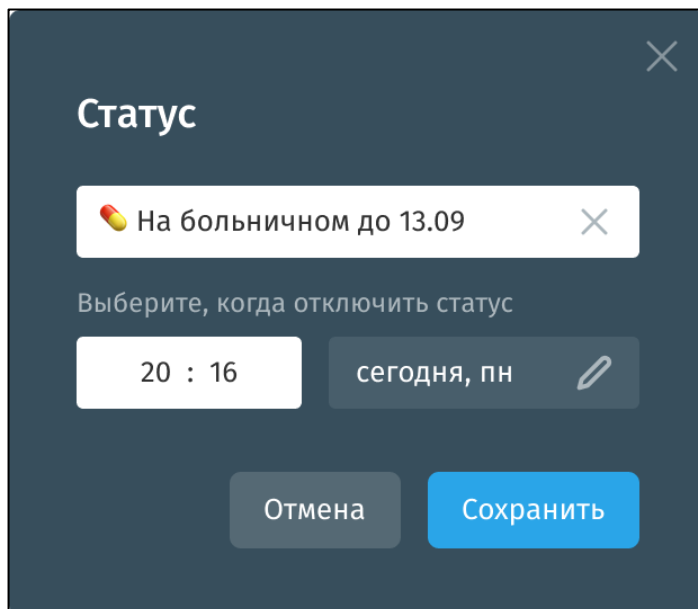 Статус
💊 На больничном до 13.09
Выберите, когда отключить статус
20 : 16 сегодня, пн
Отмена Сохранить